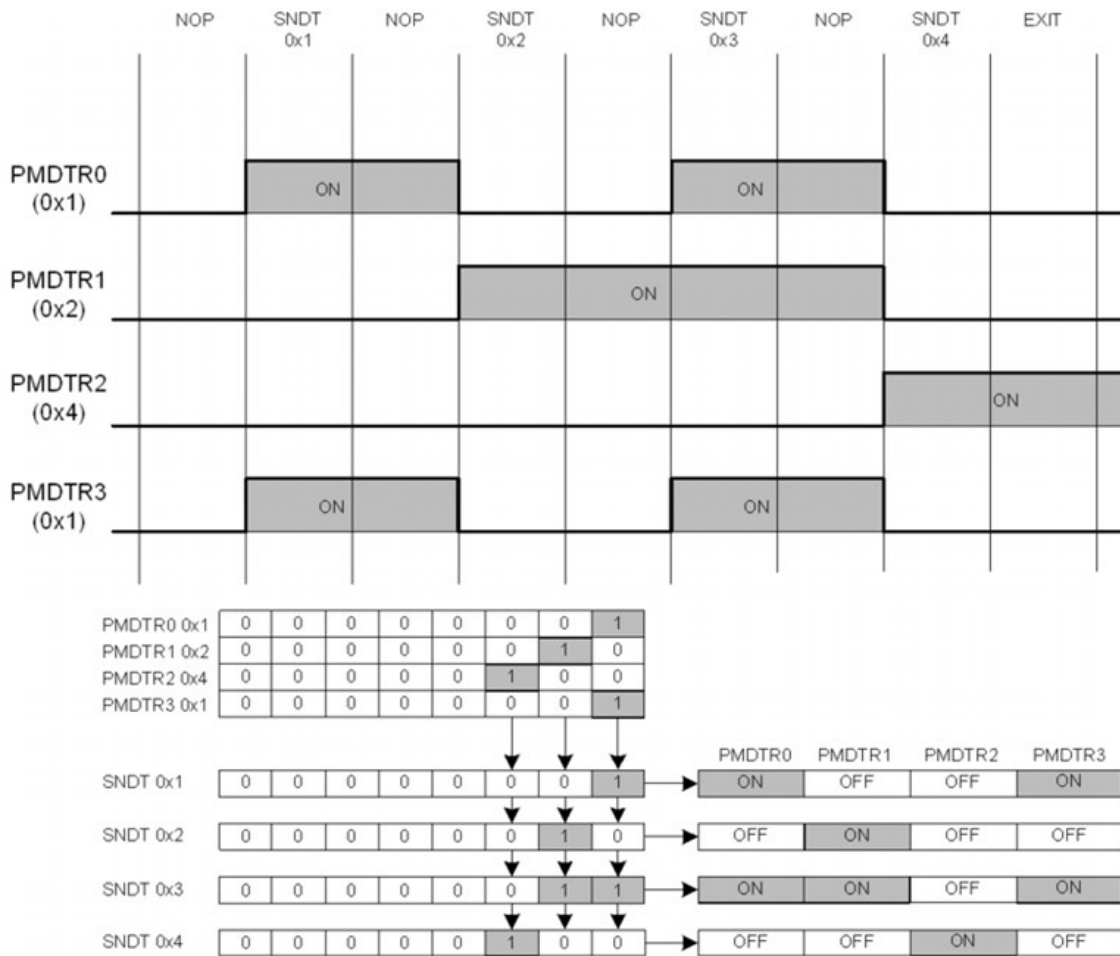 NOP SNDT NOP SNDT NOP SNDT NOP SNDT EXIT
0x1 0x2 0x3 0x4
PMDTR0
(0x1)
ON ON
PMDTR1
(0x2)
ON
PMDTR2
(0x4)
ON
PMDTR3
(0x1)
ON ON
PMDTR0 0x1 0 0 0 0 0 0 0 1
PMDTR1 0x2 0 0 0 0 0 0 1 0
PMDTR2 0x4 0 0 0 0 0 1 0 0
PMDTR3 0x1 0 0 0 0 0 0 0 1
PMDTR0 PMDTR1 PMDTR2 PMDTR3
SNDT 0x1 0 0 0 0 0 0 0 1 ON OFF OFF ON
SNDT 0x2 0 0 0 0 0 0 1 0 OFF ON OFF OFF
SNDT 0x3 0 0 0 0 0 0 1 1 ON ON OFF ON
SNDT 0x4 0 0 0 0 0 1 0 0 OFF OFF ON OFF